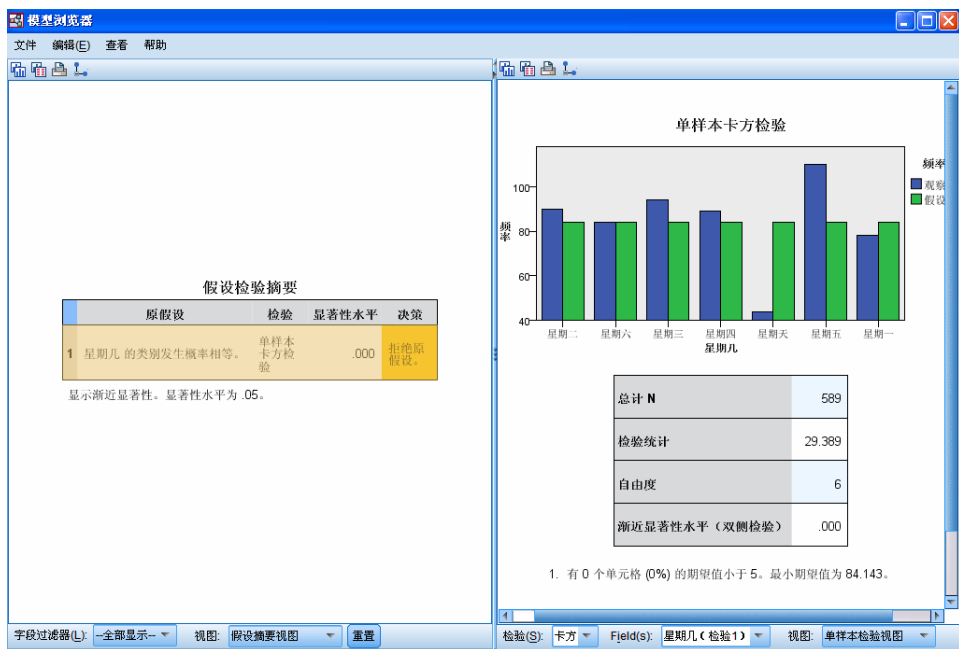 模型浏览器
文件 编辑(E) 查看 帮助
假设检验摘要
原假设 检验 显著性水平 决策
1 星期几 的类别发生概率相等。 单样本卡方检验 .000 拒绝原假设。
显示渐近显著性。显著性水平为 .05。
单样本卡方检验
频率
观察
假设
频率
100
80
60
40
星期二 星期六 星期三 星期四 星期天 星期五 星期一
星期几
总计 N 589
检验统计 29.389
自由度 6
渐近显著性水平（双侧检验） .000
1. 有 0 个单元格 (0%) 的期望值小于 5。最小期望值为 84.143。
字段过滤器(L): --全部显示-- 视图: 假设摘要视图 重置
检验(S): 卡方 Field(s): 星期几（检验1） 视图: 单样本检验视图